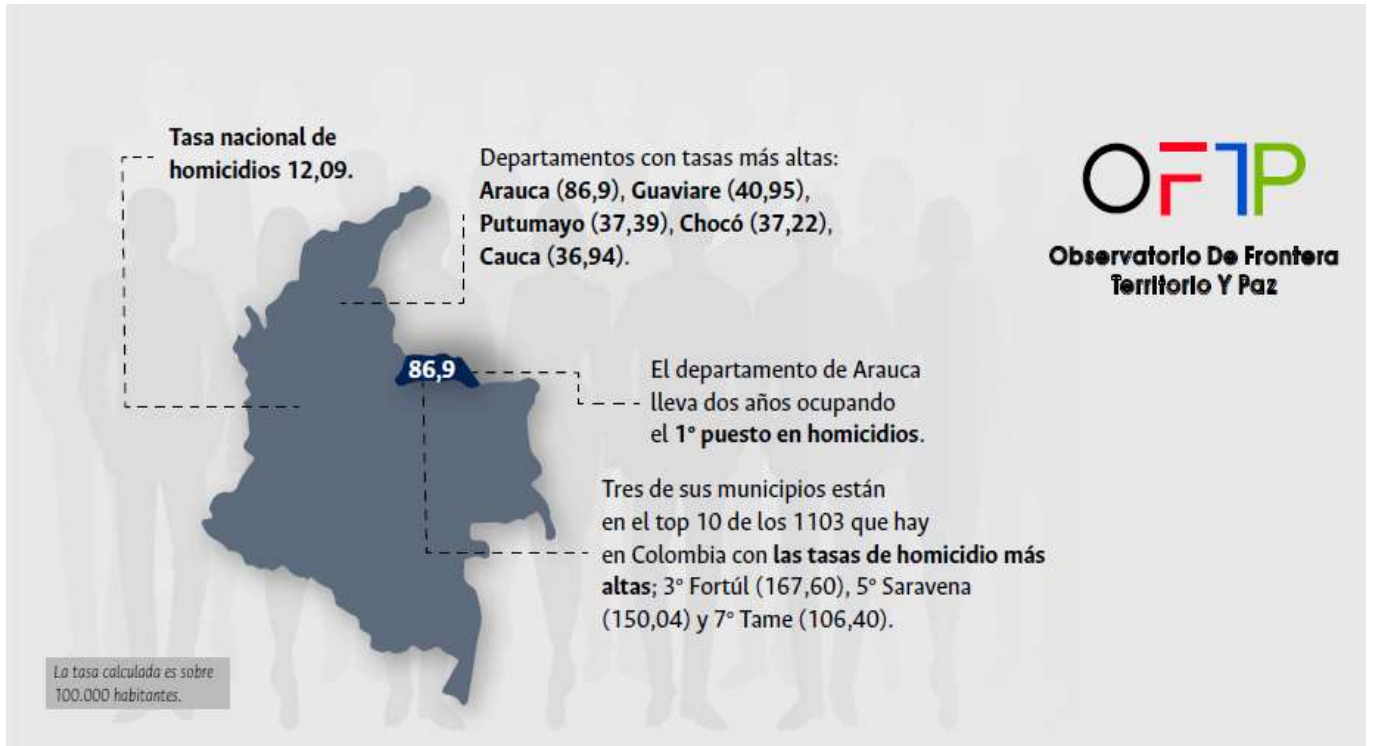 Tasa nacional de
homicidios 12,09.
Departamentos con tasas más altas:
Arauca (86,9), Guaviare (40,95),
Putumayo (37,39), Chocó (37,22),
Cauca (36,94).
OFTP
Observatorio De Frontera
Territorio Y Paz
86,9
El departamento de Arauca
lleva dos años ocupando
el 1° puesto en homicidios.
Tres de sus municipios están
en el top 10 de los 1103 que hay
en Colombia con las tasas de homicidio más
altas; 3° Fortúl (167,60), 5° Saravena
(150,04) y 7° Tame (106,40).
La tasa calculada es sobre
100.000 habitantes.